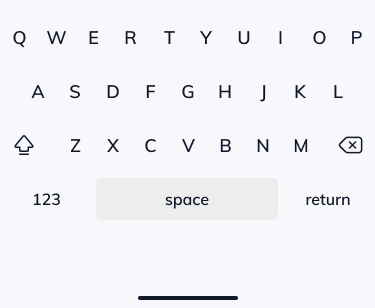 Q W E R T Y U I O P
A S D F G H J K L
Z X C V B N M
123 space return